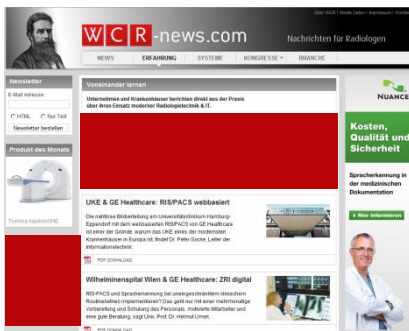 Über WCR | Media Daten | Impressum | Kontakt
WCR-news.com
Nachrichten für Radiologen
NEWS ERFAHRUNG SYSTEME KONGRESSE BRANCHE
Newsletter
E-Mail Adresse:
HTML Nur Text
Newsletter bestellen
Produkt des Monats
Toshiba AquilionONE
Voneinander lernen
Unternehmen und Krankenhäuser berichten direkt aus der Praxis
über ihren Einsatz moderner Radiologietechnik & IT.
UKE & GE Healthcare: RIS/PACS webbasiert
Die nahtlose Bildverteilung am Universitätsklinikum Hamburg-
Eppendorf mit dem webbasierten RIS/PACS von GE Healthcare
ist einer der Gründe, warum das UKE eines der modernsten
Krankenhäuser in Europa ist, findet Dr. Peter Gocke, Leiter der
Informationstechnik.
PDF DOWNLOAD
Wilhelminenspital Wien & GE Healthcare: ZRI digital
RIS-PACS und Spracherkennung bei uneingeschränktem klinischem
Routinebetrieb implementieren? Das geht nur mit einer mehrmonatige
Vorbereitung und Schulung des Personals, motivierte Mitarbeiter und
eine gute Beratung, sagt Univ. Prof. Dr. Helmut
PDF DOWNLOAD
NUANCE
Kosten,
Qualität und
Sicherheit
Spracherkennung in
der medizinischen
Dokumentation
Hier informieren